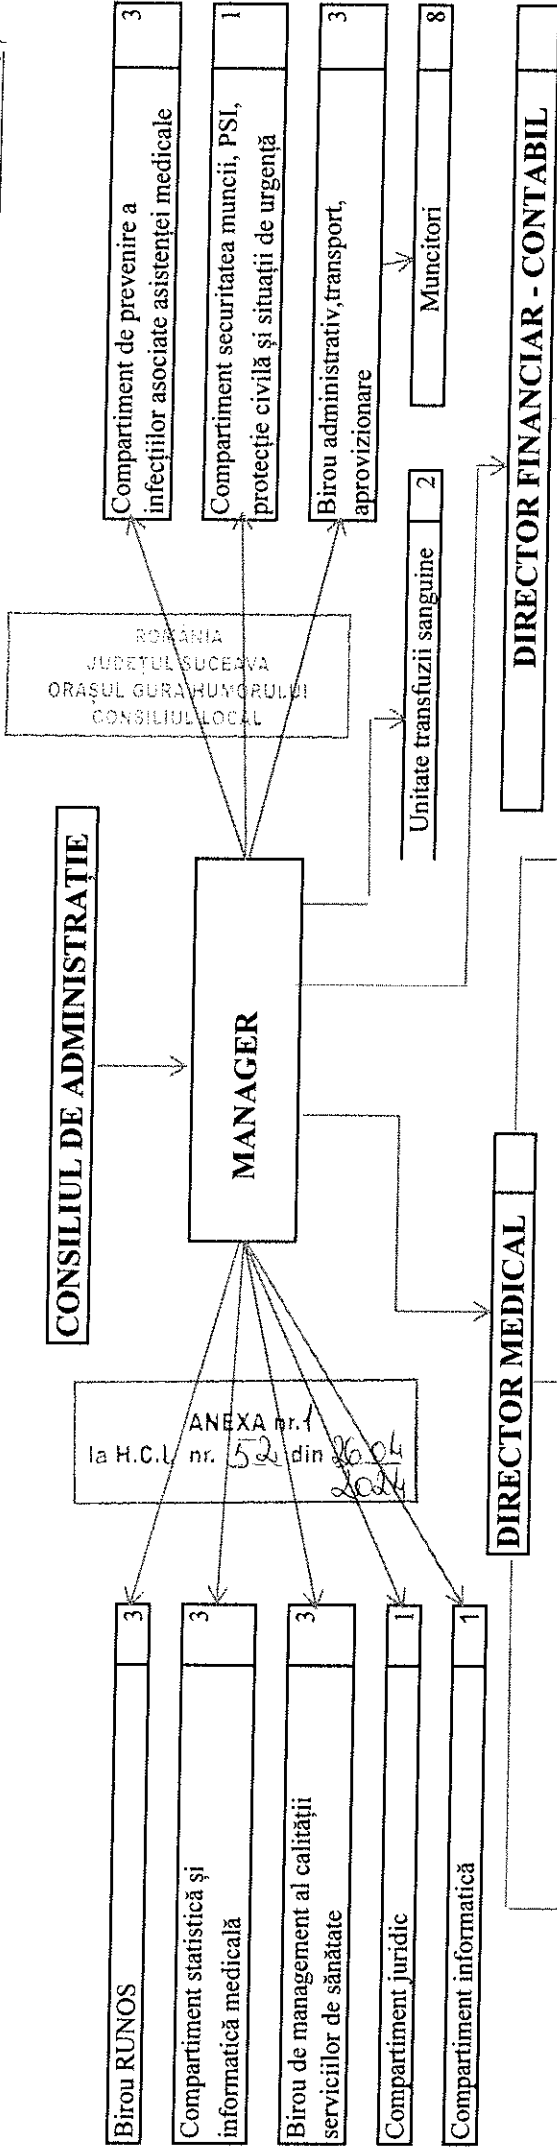 CONSILIUL DE ADMINISTRAȚIE
MANAGER
Birou RUNOS 3
Compartiment statistică și 3
informatică medicală
Birou de management al calității 3
serviciilor de sănătate
Compartiment juridic 1
Compartiment informatică 1
ANEXA nr. 1
la H.C.L. nr. 52 din 26.04
2024
ROMÂNIA
JUDEȚUL SUCEAVA
ORAȘUL GURA HUMORULUI
CONSILIUL LOCAL
Compartiment de prevenire a 3
infecțiilor asociate asistenței medicale
Compartiment securitatea muncii, PSI, 1
protecție civilă și situații de urgență
Birou administrativ,transport, 3
aprovizionare
Muncitori 8
Unitate transfuzii sanguine 2
DIRECTOR MEDICAL
DIRECTOR FINANCIAR - CONTABIL